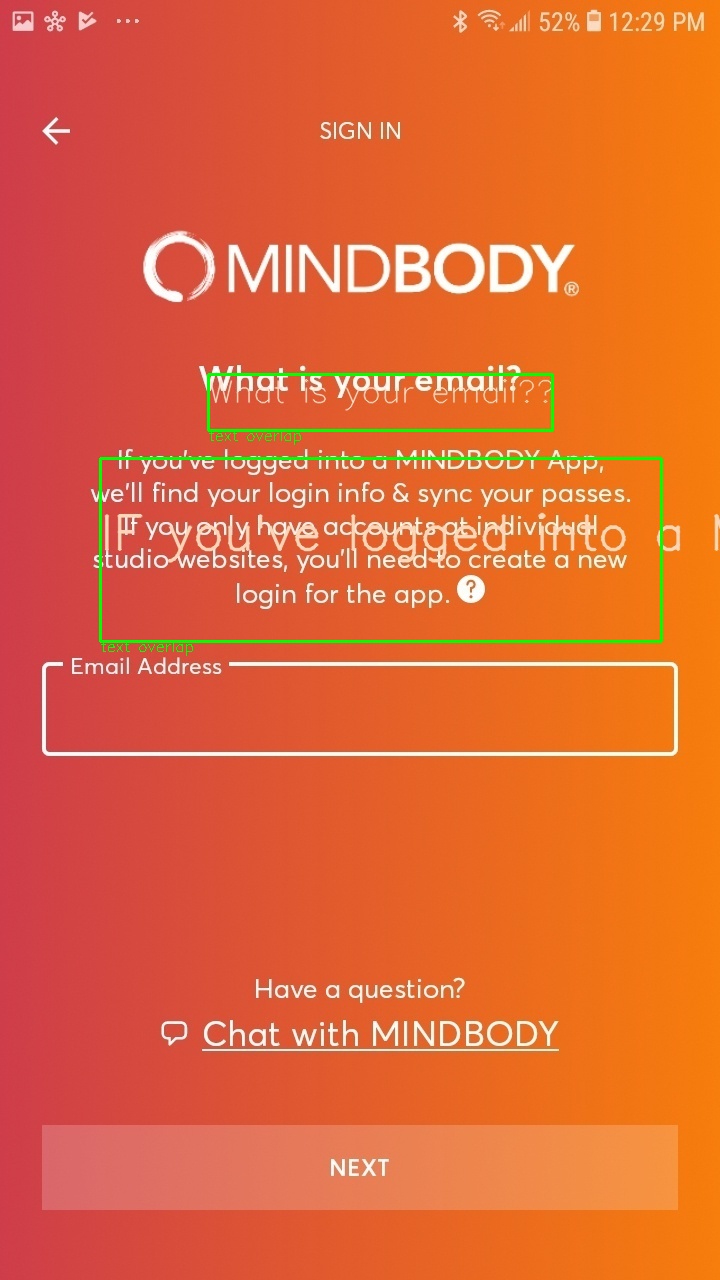 52% 12:29 PM
SIGN IN
MINDBODY®
What is your email?
What is your email??
text overlap
If you've logged into a MINDBODY App,
we'll find your login info & sync your passes.
If you only have accounts at individual
IF you've logged into a M
studio websites, you'll need to create a new
login for the app. ?
text overlap
Email Address
Have a question?
Chat with MINDBODY
NEXT